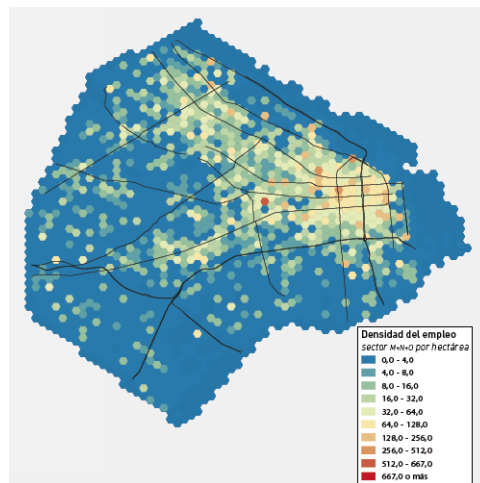 Densidad del empleo
sector M+N+O por hectárea
0,0 - 4,0
4,0 - 8,0
8,0 - 16,0
16,0 - 32,0
32,0 - 64,0
64,0 - 128,0
128,0 - 256,0
256,0 - 512,0
512,0 - 667,0
667,0 o más